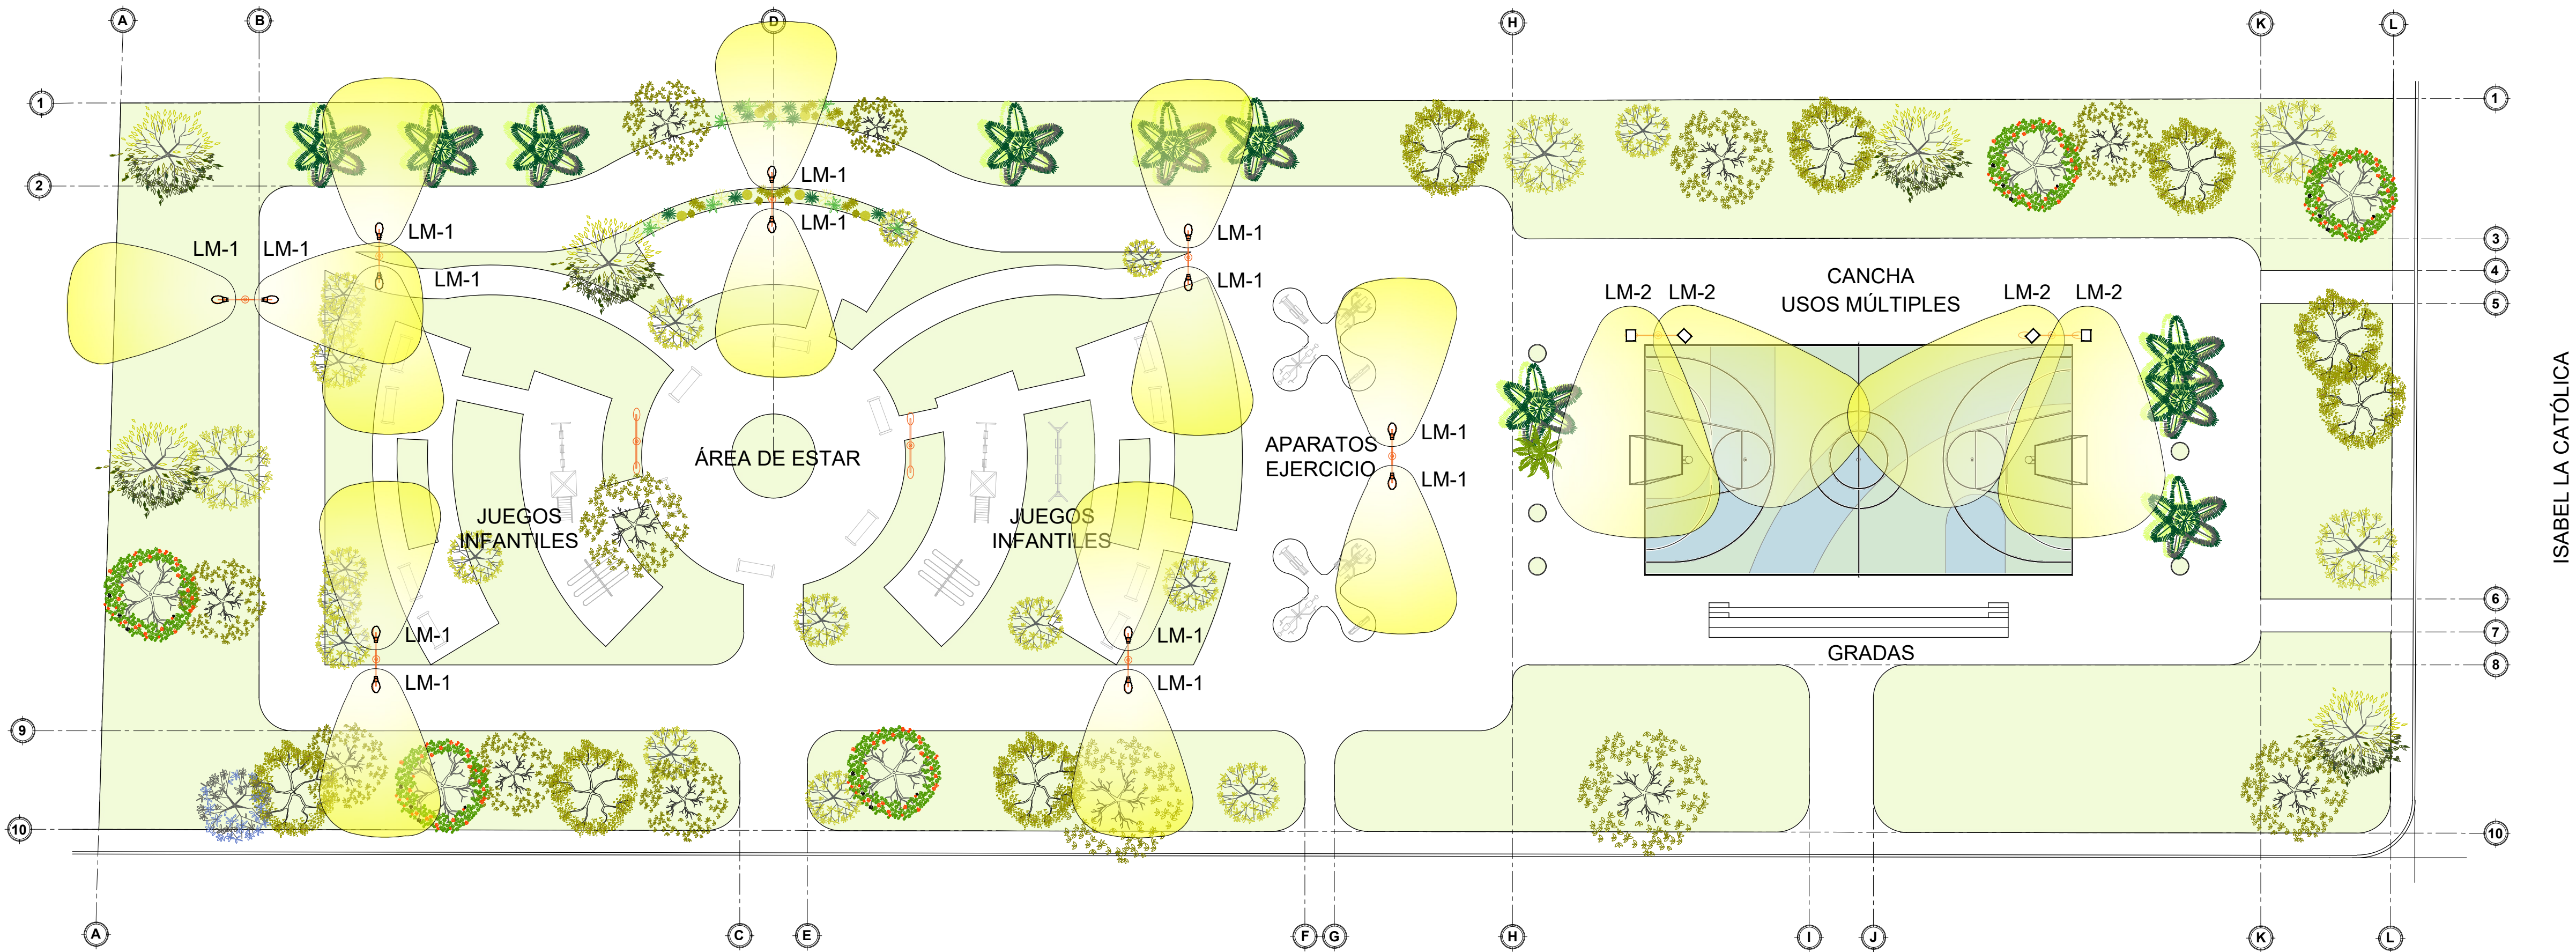 A
B
D
H
K
L
1
1
2
LM-1
LM-1
LM-1
LM-1
LM-1
3
LM-1
LM-1
4
LM-1
LM-1
CANCHA
USOS MÚLTIPLES
LM-2
LM-2
LM-2
LM-2
5
ISABEL LA CATÓLICA
LM-1
APARATOS
EJERCICIO
ÁREA DE ESTAR
LM-1
JUEGOS
INFANTILES
JUEGOS
INFANTILES
6
LM-1
LM-1
7
GRADAS
8
LM-1
LM-1
9
10
10
A
C
E
F
G
H
I
J
K
L